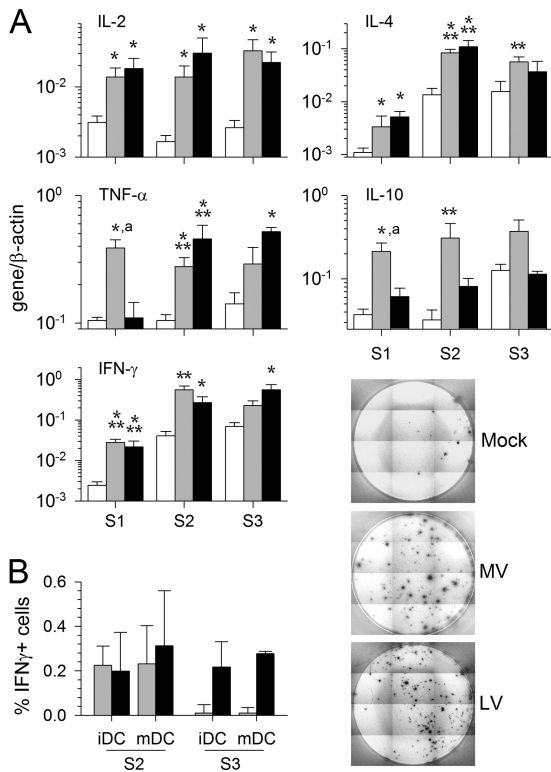 A
IL-2
* * * * * *
10⁻²
10⁻³
IL-4
* * * ** * ** **
10⁻¹
10⁻²
10⁻³
gene/β-actin
TNF-α
*,a * ** * ** *
10⁰
10⁻¹
IL-10
*,a **
10⁰
10⁻¹
S1 S2 S3
IFN-γ
* ** * ** ** * *
10⁰
10⁻¹
10⁻²
10⁻³
S1 S2 S3
Mock
MV
LV
B
% IFNγ+ cells
0.6
0.4
0.2
0.0
iDC mDC iDC mDC
S2 S3